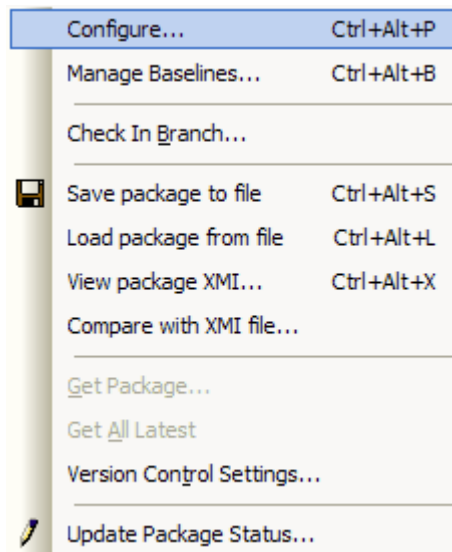 Configure... Ctrl+Alt+P
Manage Baselines... Ctrl+Alt+B
Check In Branch...
Save package to file Ctrl+Alt+S
Load package from file Ctrl+Alt+L
View package XMI... Ctrl+Alt+X
Compare with XMI file...
Get Package...
Get All Latest
Version Control Settings...
Update Package Status...